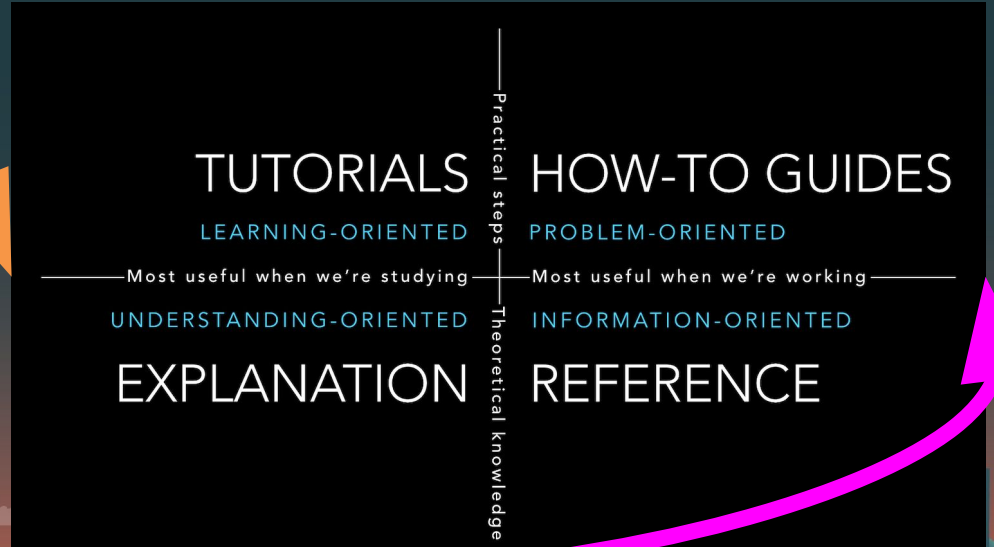 Practical steps
TUTORIALS
HOW-TO GUIDES
LEARNING-ORIENTED
PROBLEM-ORIENTED
Most useful when we're studying
Most useful when we're working
UNDERSTANDING-ORIENTED
INFORMATION-ORIENTED
EXPLANATION
REFERENCE
Theoretical knowledge